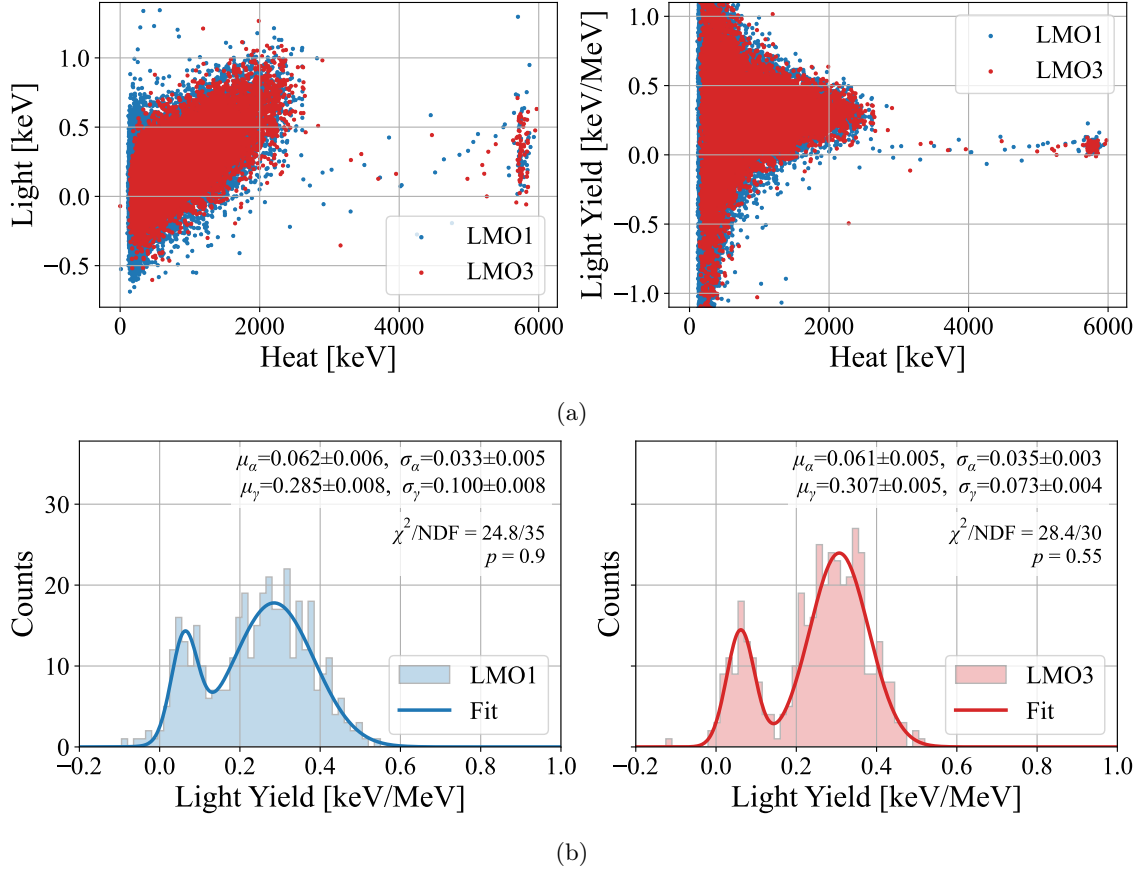 Light [keV]
1.0
0.5
0.0
−0.5
0
2000
4000
6000
Heat [keV]
LMO1
LMO3
Light Yield [keV/MeV]
1.0
0.5
0.0
−0.5
−1.0
0
2000
4000
6000
Heat [keV]
LMO1
LMO3
(a)
μα=0.062±0.006, σα=0.033±0.005
μγ=0.285±0.008, σγ=0.100±0.008
χ²/NDF = 24.8/35
p = 0.9
Counts
30
20
10
0
−0.2
0.0
0.2
0.4
0.6
0.8
1.0
Light Yield [keV/MeV]
LMO1
Fit
μα=0.061±0.005, σα=0.035±0.003
μγ=0.307±0.005, σγ=0.073±0.004
χ²/NDF = 28.4/30
p = 0.55
Counts
30
20
10
0
−0.2
0.0
0.2
0.4
0.6
0.8
1.0
Light Yield [keV/MeV]
LMO3
Fit
(b)